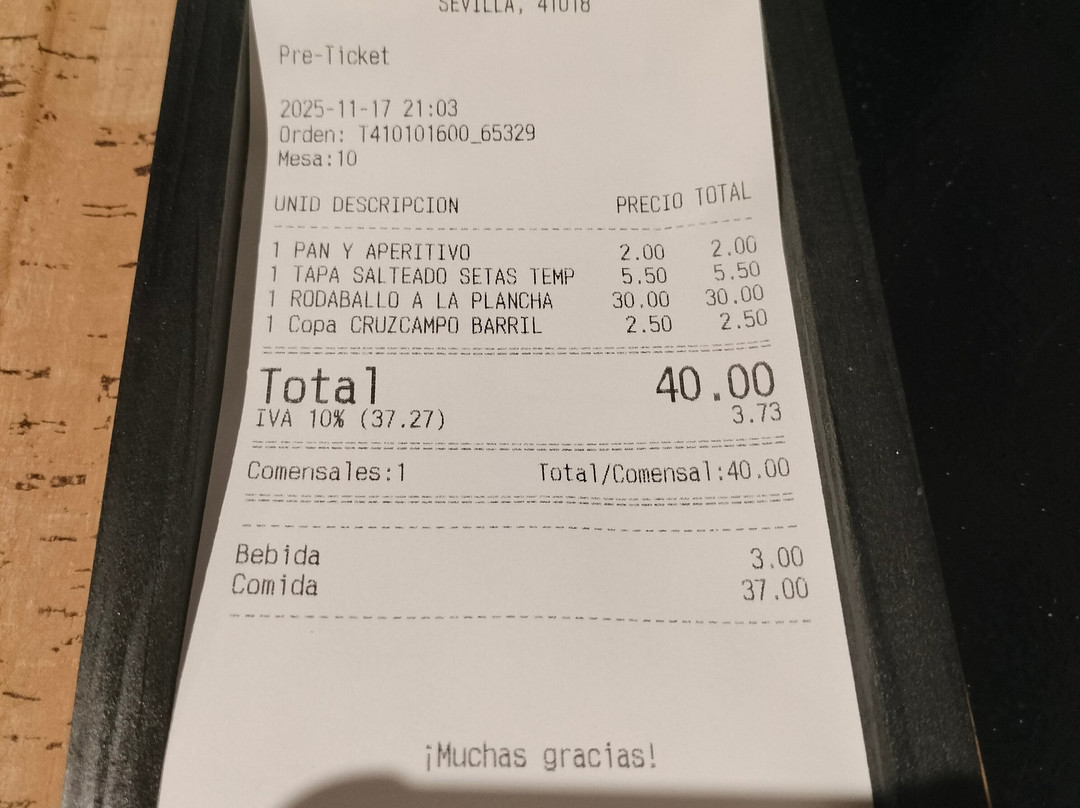 SEVILLA, 41018
Pre-Ticket
2025-11-17 21:03
Orden: T410101600_65329
Mesa:10
UNID DESCRIPCION PRECIO TOTAL
1 PAN Y APERITIVO 2.00 2.00
1 TAPA SALTEADO SETAS TEMP 5.50 5.50
1 RODABALLO A LA PLANCHA 30.00 30.00
1 Copa CRUZCAMPO BARRIL 2.50 2.50
Total 40.00
IVA 10% (37.27) 3.73
Comensales:1 Total/Comensal:40.00
Bebida 3.00
Comida 37.00
¡Muchas gracias!